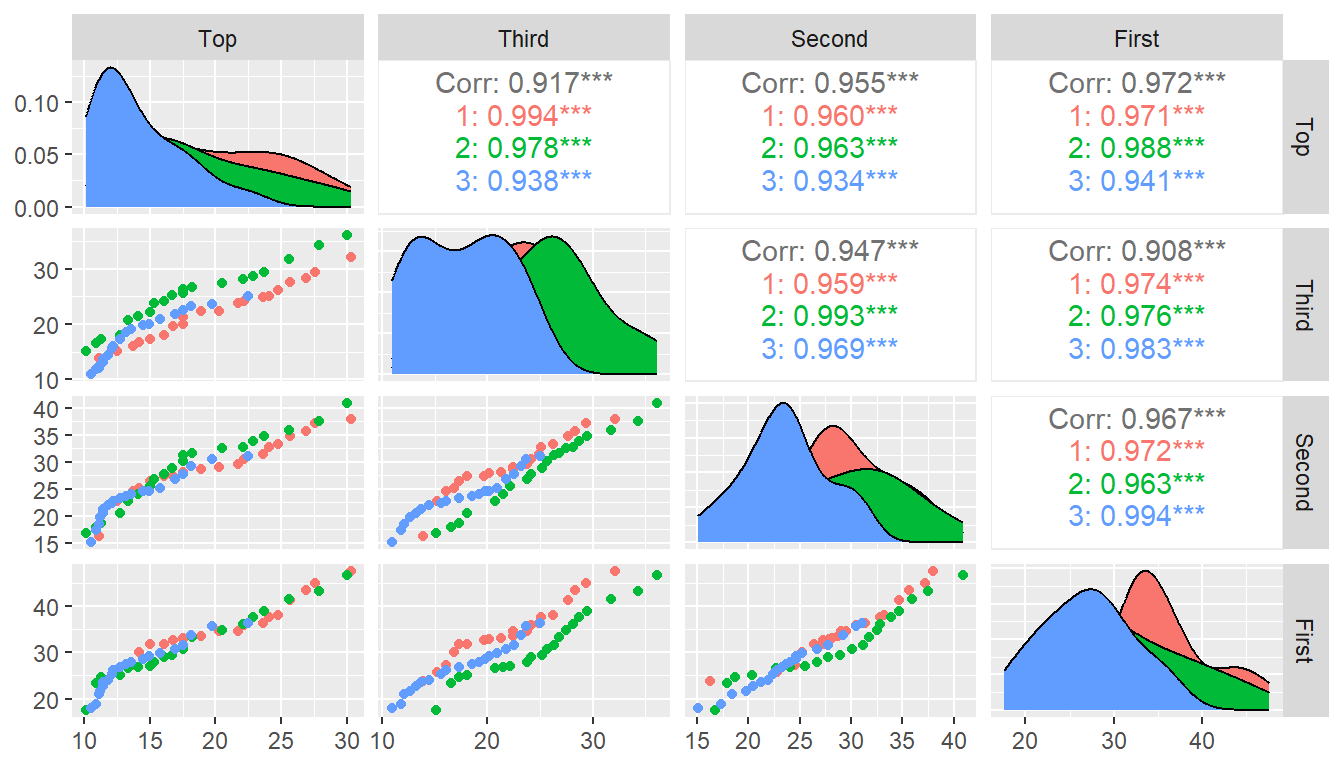 Top Third Second First
0.10 0.05 0.00
Corr: 0.917***
1: 0.994***
2: 0.978***
3: 0.938***
Corr: 0.955***
1: 0.960***
2: 0.963***
3: 0.934***
Corr: 0.972***
1: 0.971***
2: 0.988***
3: 0.941***
Top
30 20 10
Corr: 0.947***
1: 0.959***
2: 0.993***
3: 0.969***
Corr: 0.908***
1: 0.974***
2: 0.976***
3: 0.983***
Third
40 35 30 25 20 15
Corr: 0.967***
1: 0.972***
2: 0.963***
3: 0.994***
Second
40 30 20
First
10 15 20 25 30 10 20 30 15 20 25 30 35 40 20 30 40